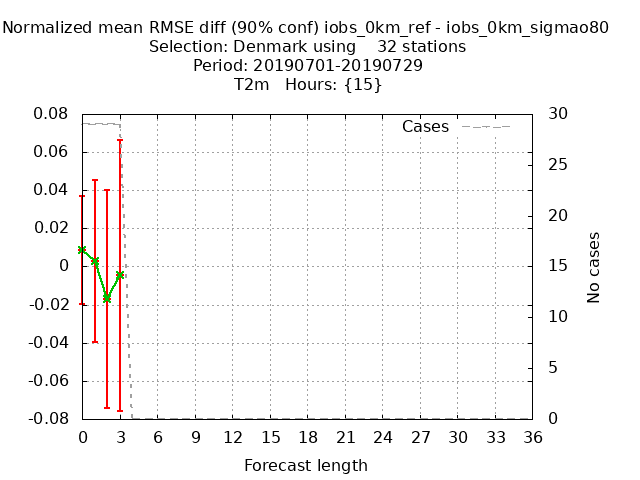 Normalized mean RMSE diff (90% conf) iobs_0km_ref - iobs_0km_sigmao80
Selection: Denmark using    32 stations
Period: 20190701-20190729
T2m   Hours: {15}
Cases
0.08
0.06
0.04
0.02
0
-0.02
-0.04
-0.06
-0.08
30
25
20
15
10
5
0
No cases
0 3 6 9 12 15 18 21 24 27 30 33 36
Forecast length